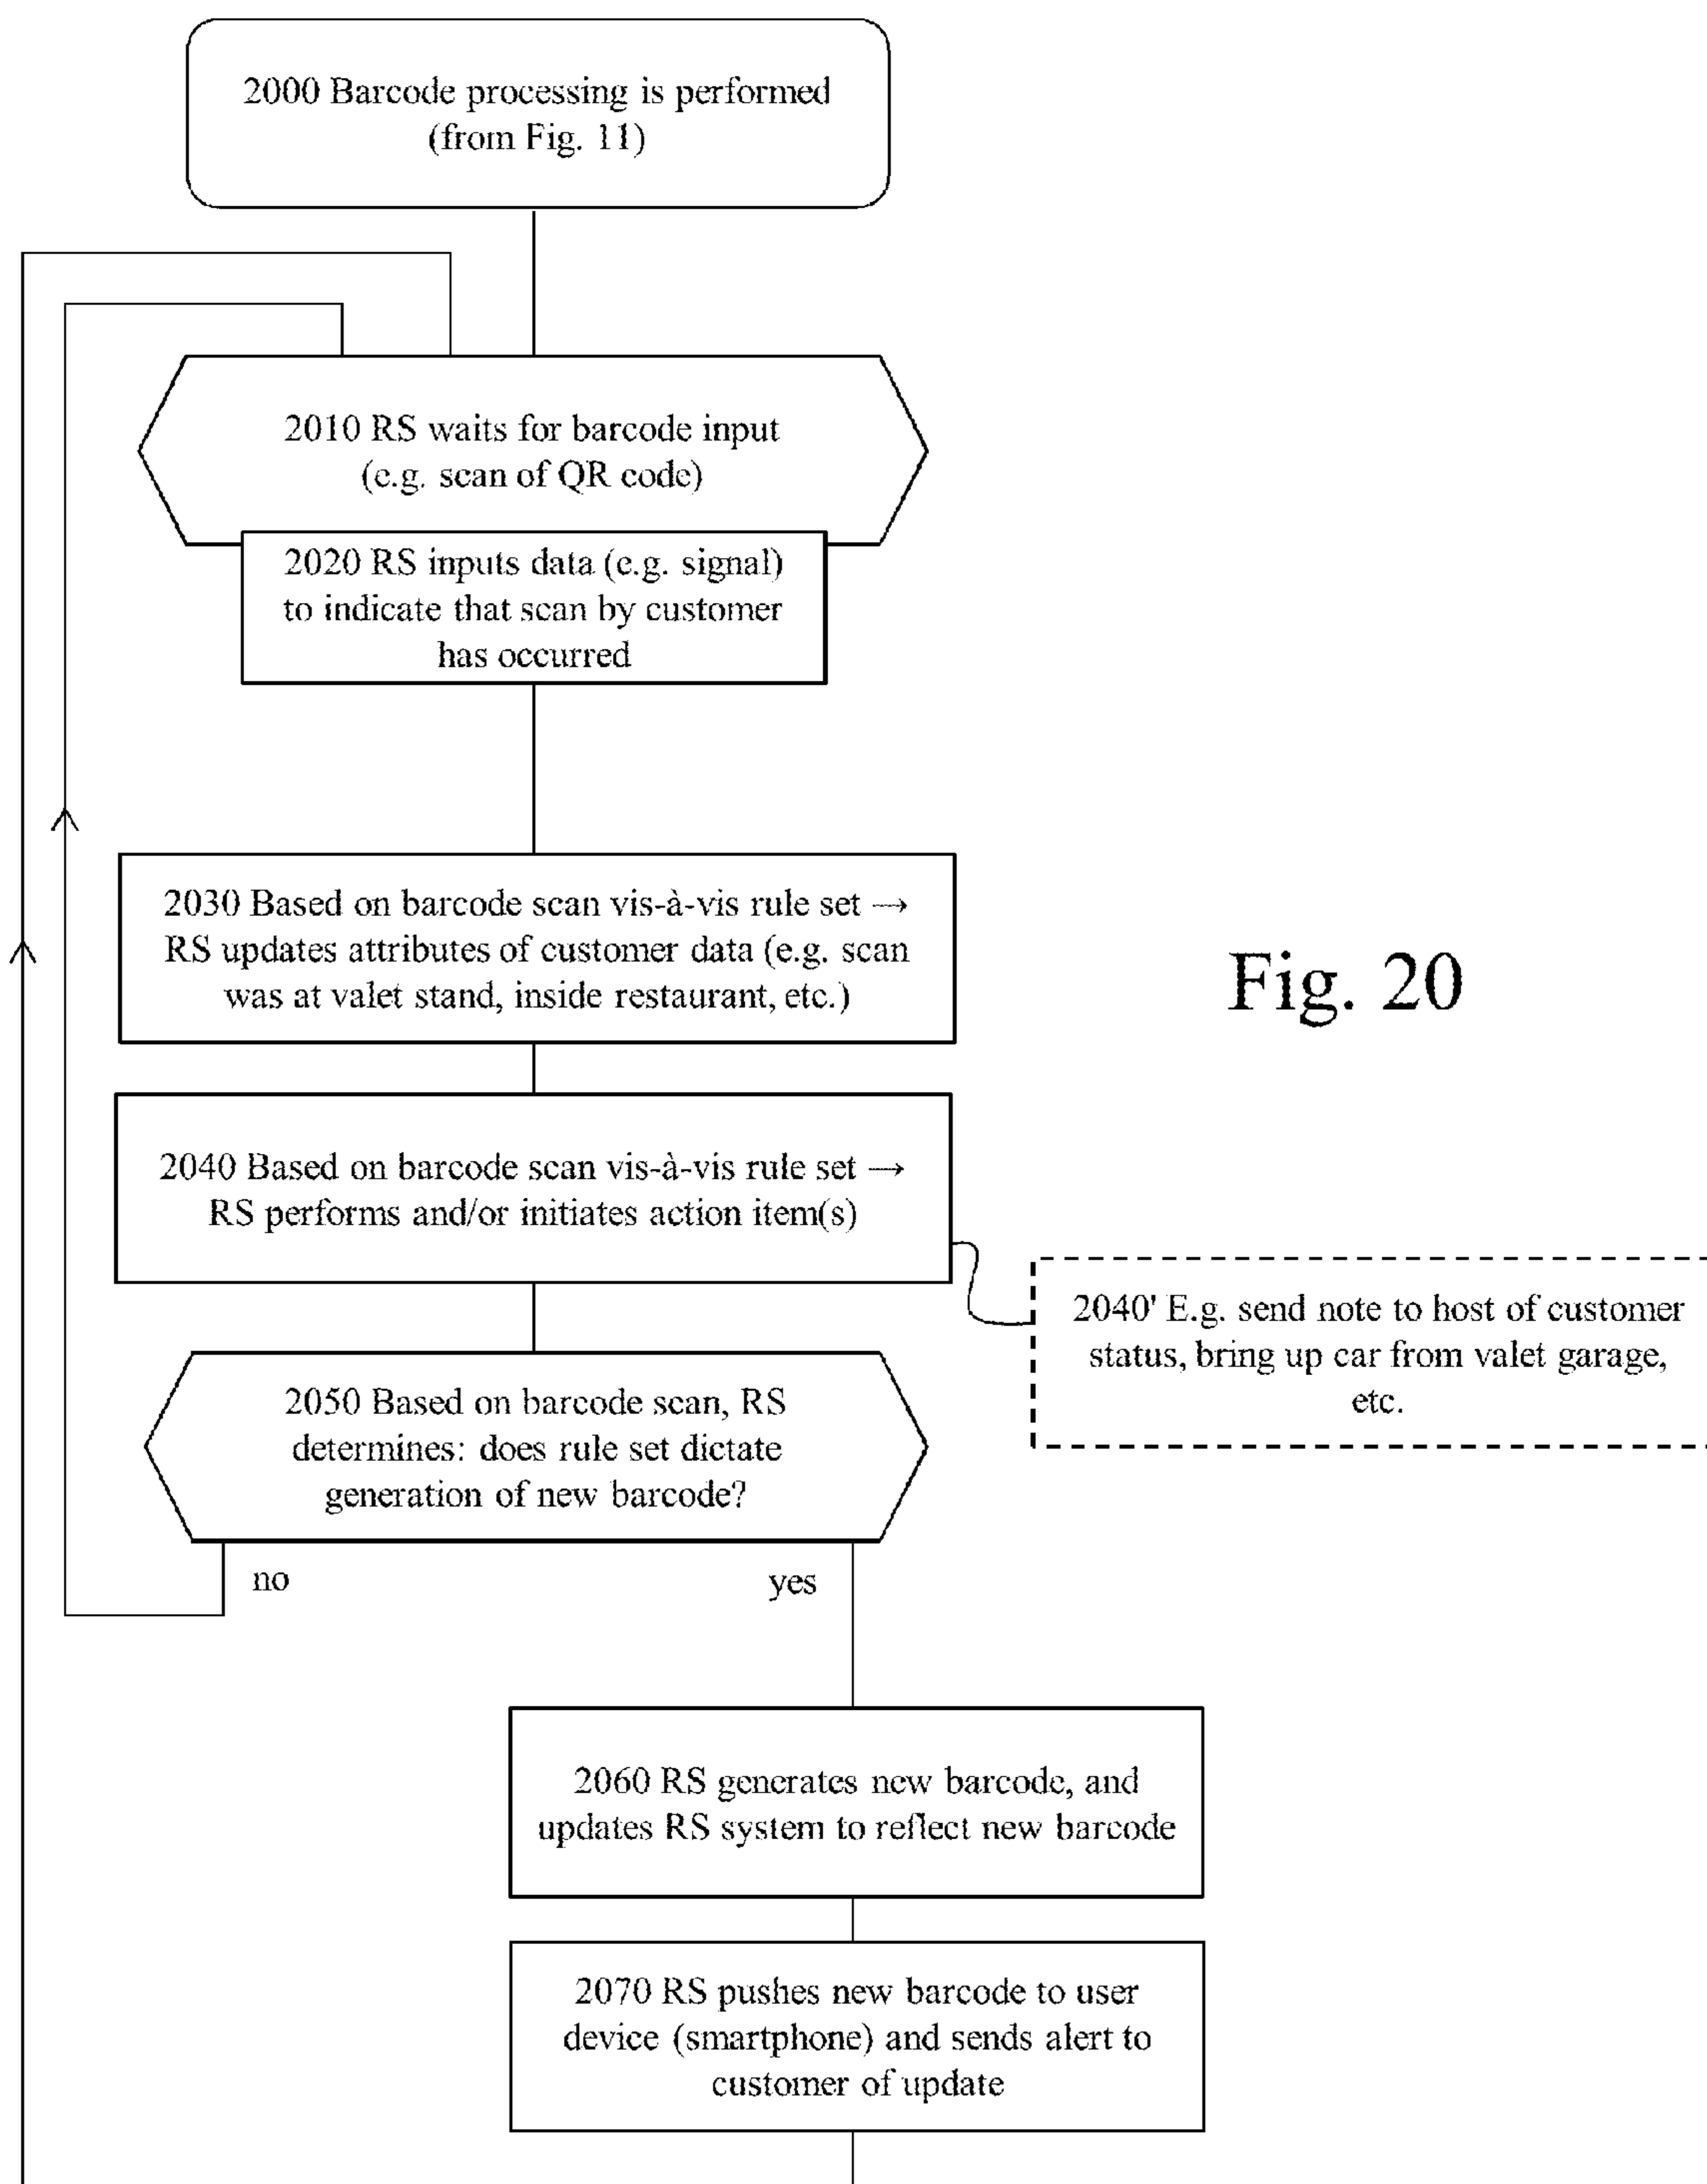 2000 Barcode processing is performed
(from Fig. 11)
2010 RS waits for barcode input
(e.g. scan of QR code)
2020 RS inputs data (e.g. signal)
to indicate that scan by customer
has occurred
2030 Based on barcode scan vis-à-vis rule set →
RS updates attributes of customer data (e.g. scan
was at valet stand, inside restaurant, etc.)
Fig. 20
2040 Based on barcode scan vis-à-vis rule set →
RS performs and/or initiates action item(s)
2040' E.g. send note to host of customer
status, bring up car from valet garage,
etc.
2050 Based on barcode scan, RS
determines: does rule set dictate
generation of new barcode?
no
yes
2060 RS generates new barcode, and
updates RS system to reflect new barcode
2070 RS pushes new barcode to user
device (smartphone) and sends alert to
customer of update